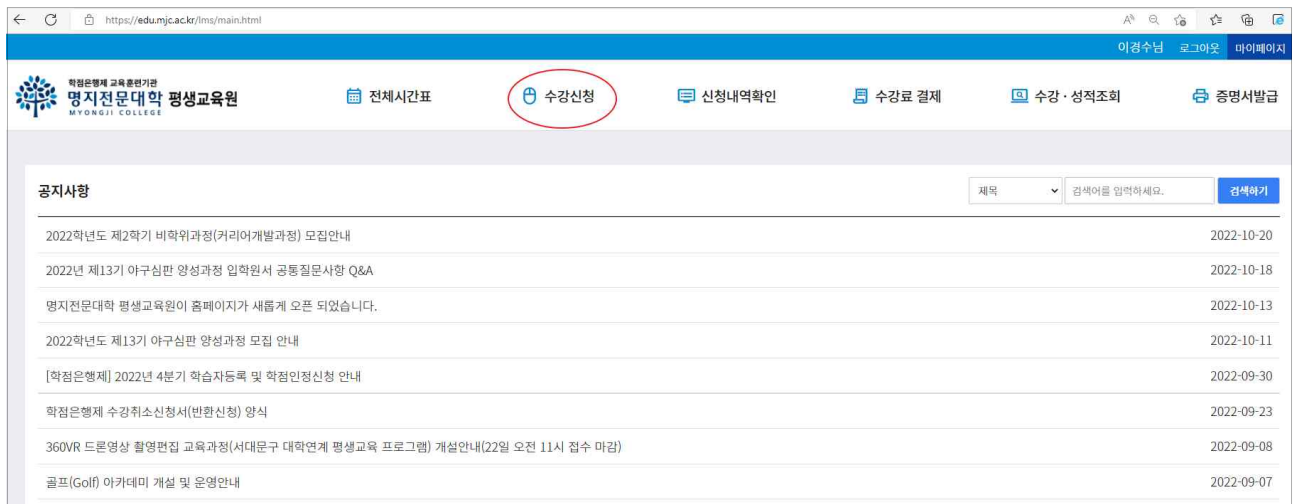 https://edu.mjc.ac.kr/lms/main.html
이경수님 로그아웃 마이페이지
학점은행제 교육훈련기관
명지전문대학 평생교육원
MYONGJI COLLEGE
전체시간표 수강신청 신청내역확인 수강료 결제 수강 · 성적조회 증명서발급
공지사항 제목 검색어를 입력하세요. 검색하기
2022학년도 제2학기 비학위과정(커리어개발과정) 모집안내 2022-10-20
2022년 제13기 야구심판 양성과정 입학원서 공통질문사항 Q&A 2022-10-18
명지전문대학 평생교육원이 홈페이지가 새롭게 오픈 되었습니다. 2022-10-13
2022학년도 제13기 야구심판 양성과정 모집 안내 2022-10-11
[학점은행제] 2022년 4분기 학습자등록 및 학점인정신청 안내 2022-09-30
학점은행제 수강취소신청서(반환신청) 양식 2022-09-23
360VR 드론영상 촬영편집 교육과정(서대문구 대학연계 평생교육 프로그램) 개설안내(22일 오전 11시 접수 마감) 2022-09-08
골프(Golf) 아카데미 개설 및 운영안내 2022-09-07